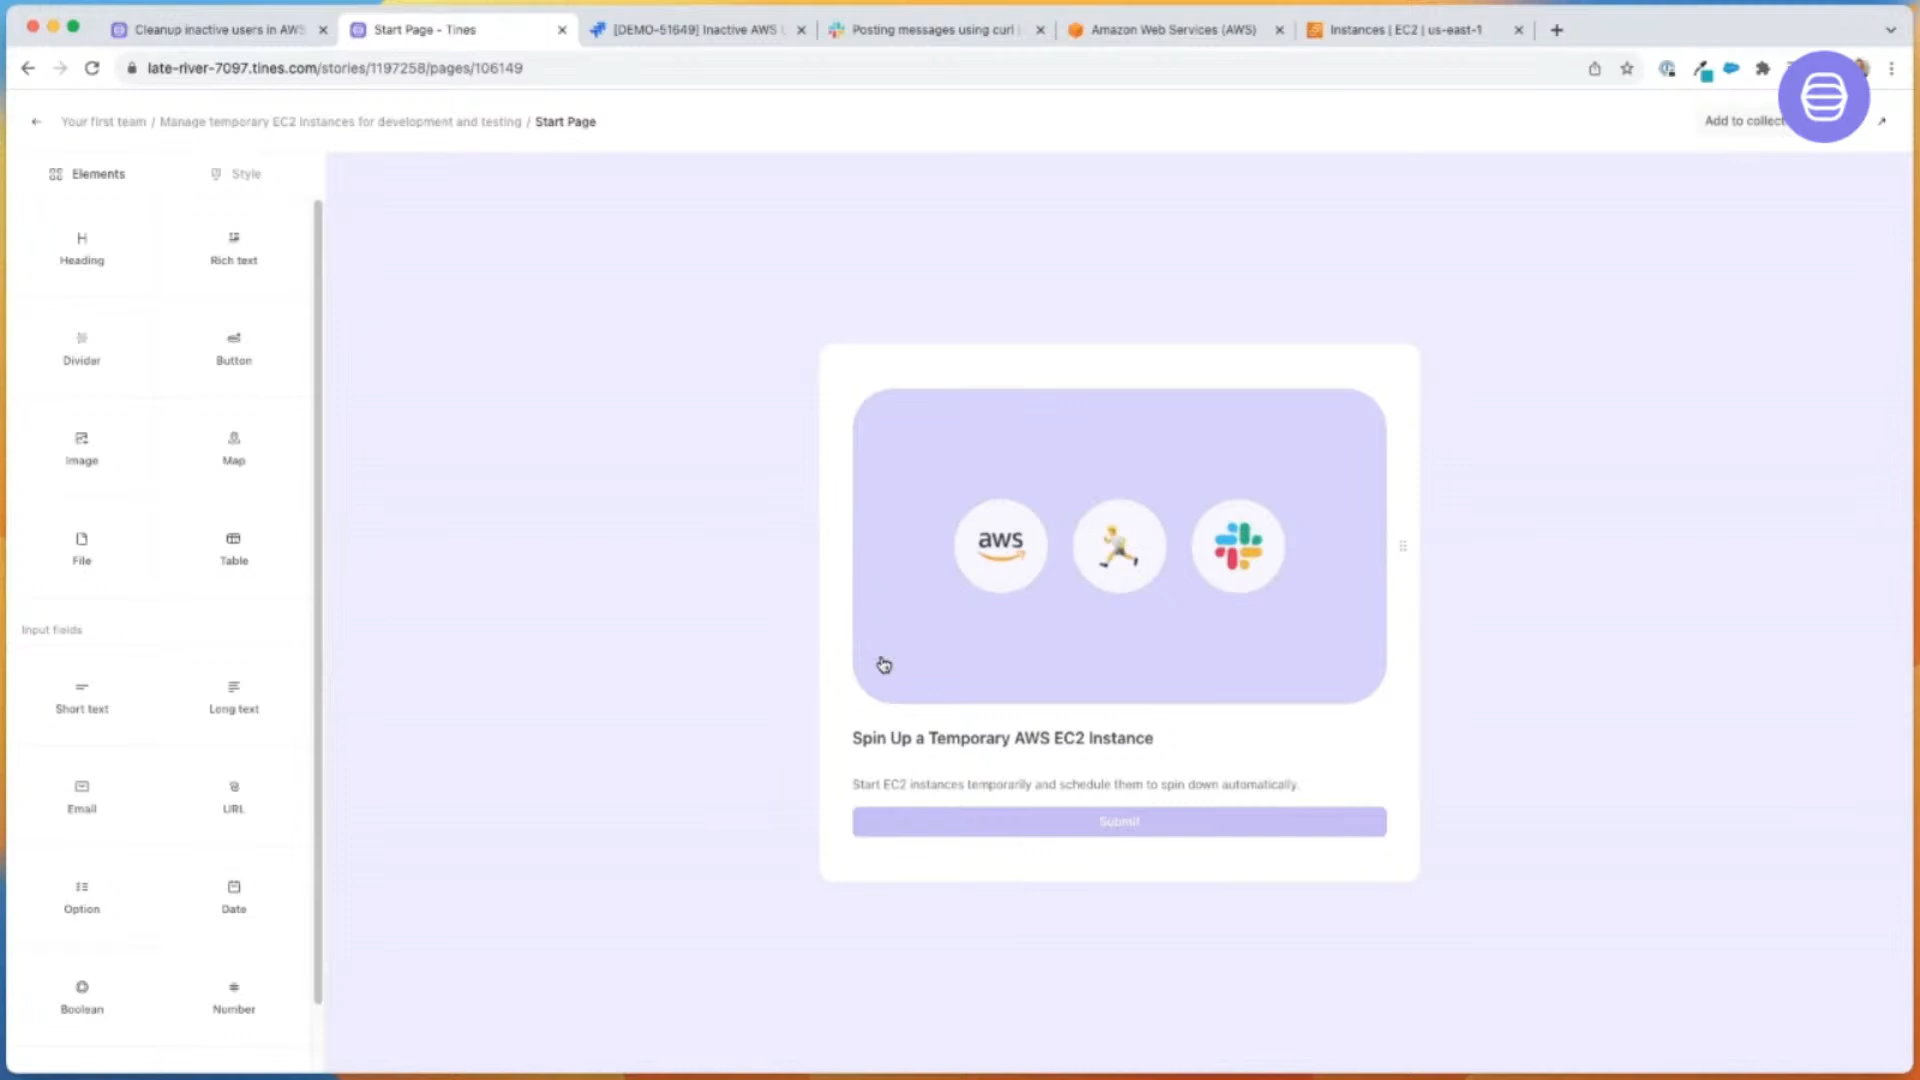 Cleanup inactive users in AWS
Start Page - Tines
[DEMO-51649] Inactive AWS U
Posting messages using curl
Amazon Web Services (AWS)
Instances | EC2 | us-east-1
late-river-7097.tines.com/stories/1197258/pages/106149
Your first team / Manage temporary EC2 instances for development and testing / Start Page
Add to collect
Elements
Style
Heading
Rich text
Divider
Button
Image
Map
File
Table
Input fields
Short text
Long text
Email
URL
Option
Date
Boolean
Number
aws
Spin Up a Temporary AWS EC2 Instance
Start EC2 instances temporarily and schedule them to spin down automatically.
Submit